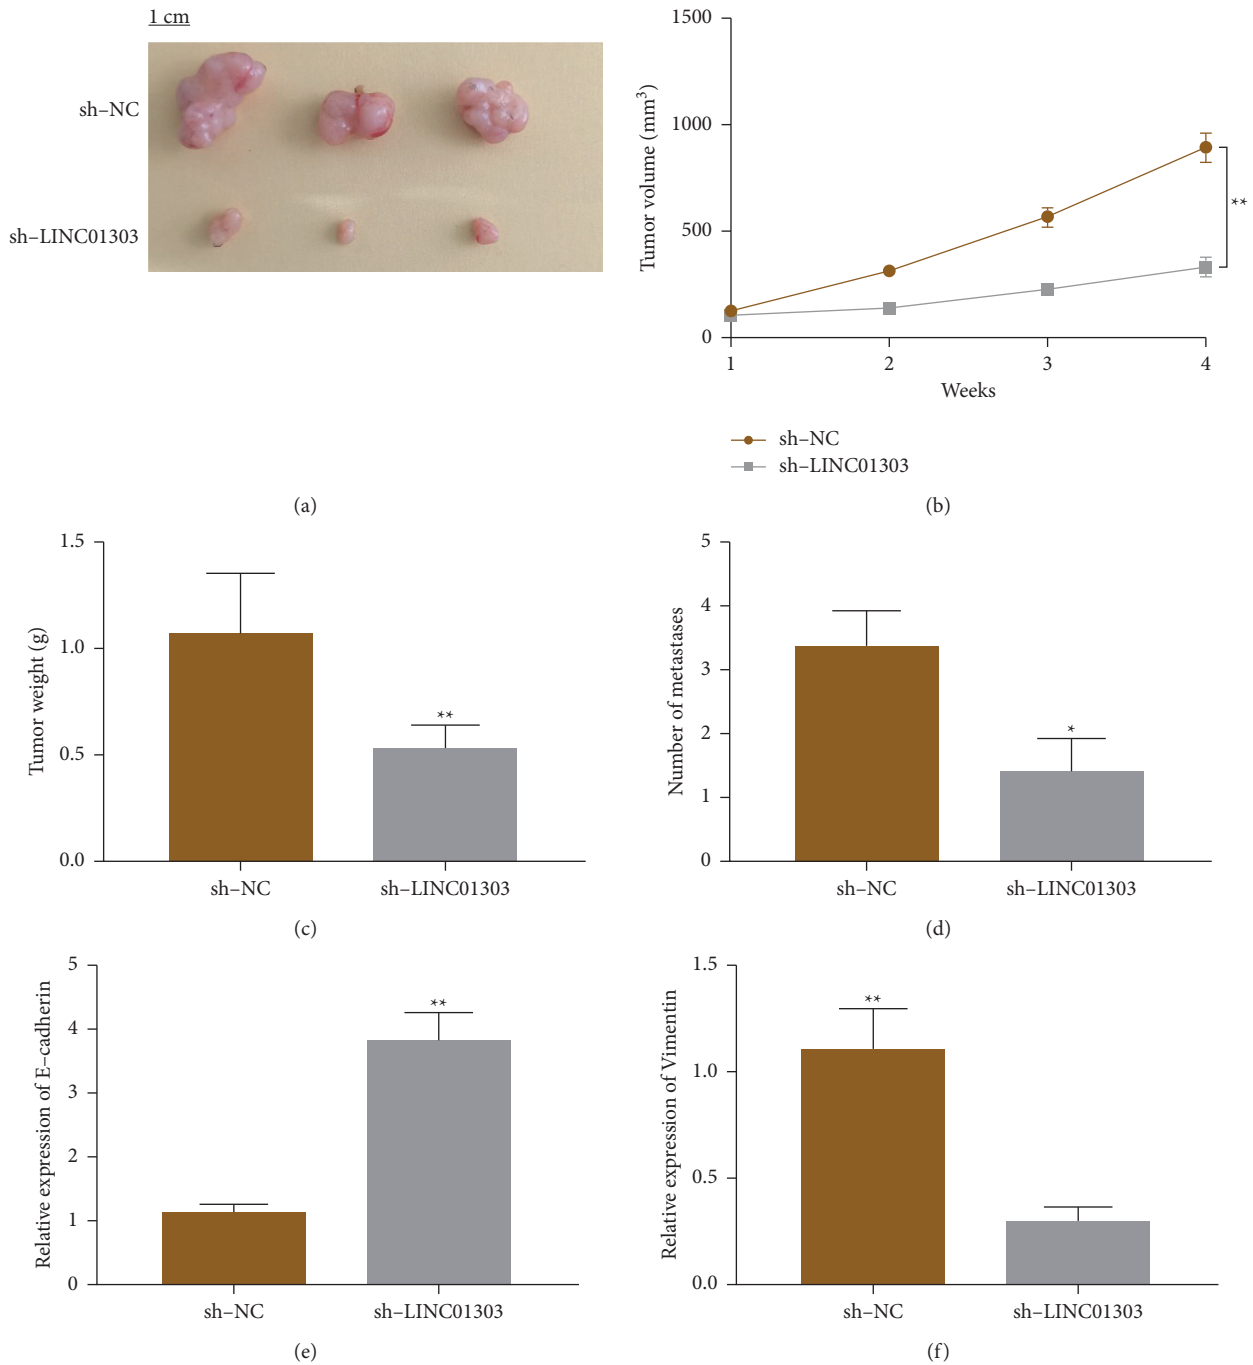 1 cm
sh–NC
sh–LINC01303
(a)
Tumor volume (mm³)
1500
1000
500
0
1 2 3 4
Weeks
**
sh–NC
sh–LINC01303
(b)
Tumor weight (g)
1.5
1.0
0.5
0.0
**
sh–NC sh–LINC01303
(c)
Number of metastases
5
4
3
2
1
0
*
sh–NC sh–LINC01303
(d)
Relative expression of E–cadherin
5
4
3
2
1
0
**
sh–NC sh–LINC01303
(e)
Relative expression of Vimentin
1.5
1.0
0.5
0.0
**
sh–NC sh–LINC01303
(f)